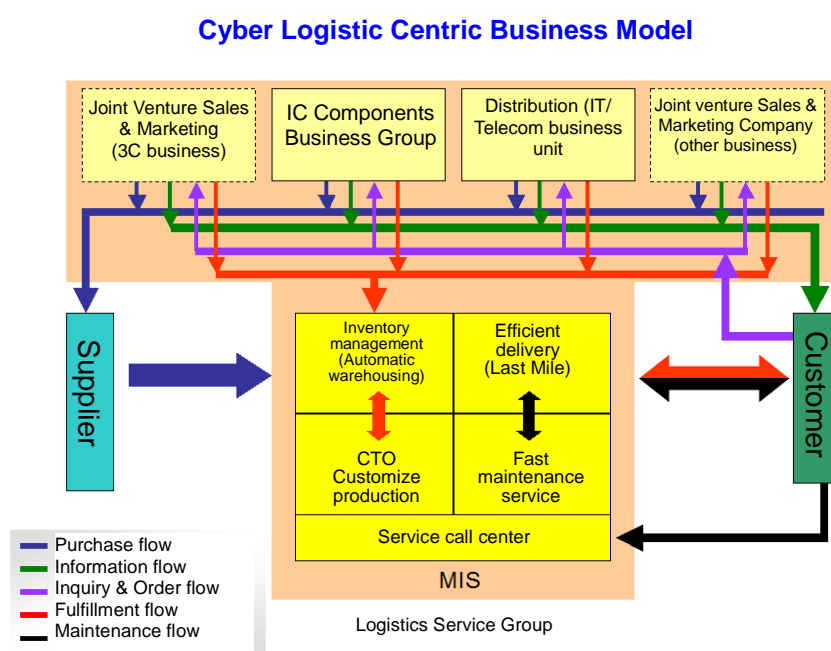 Cyber Logistic Centric Business Model
Joint Venture Sales
& Marketing
(3C business)
IC Components
Business Group
Distribution (IT/
Telecom business
unit
Joint venture Sales &
Marketing Company
(other business)
Supplier
Inventory
management
(Automatic
warehousing)
Efficient
delivery
(Last Mile)
CTO
Customize
production
Fast
maintenance
service
Service call center
MIS
Customer
Purchase flow
Information flow
Inquiry & Order flow
Fulfillment flow
Maintenance flow
Logistics Service Group